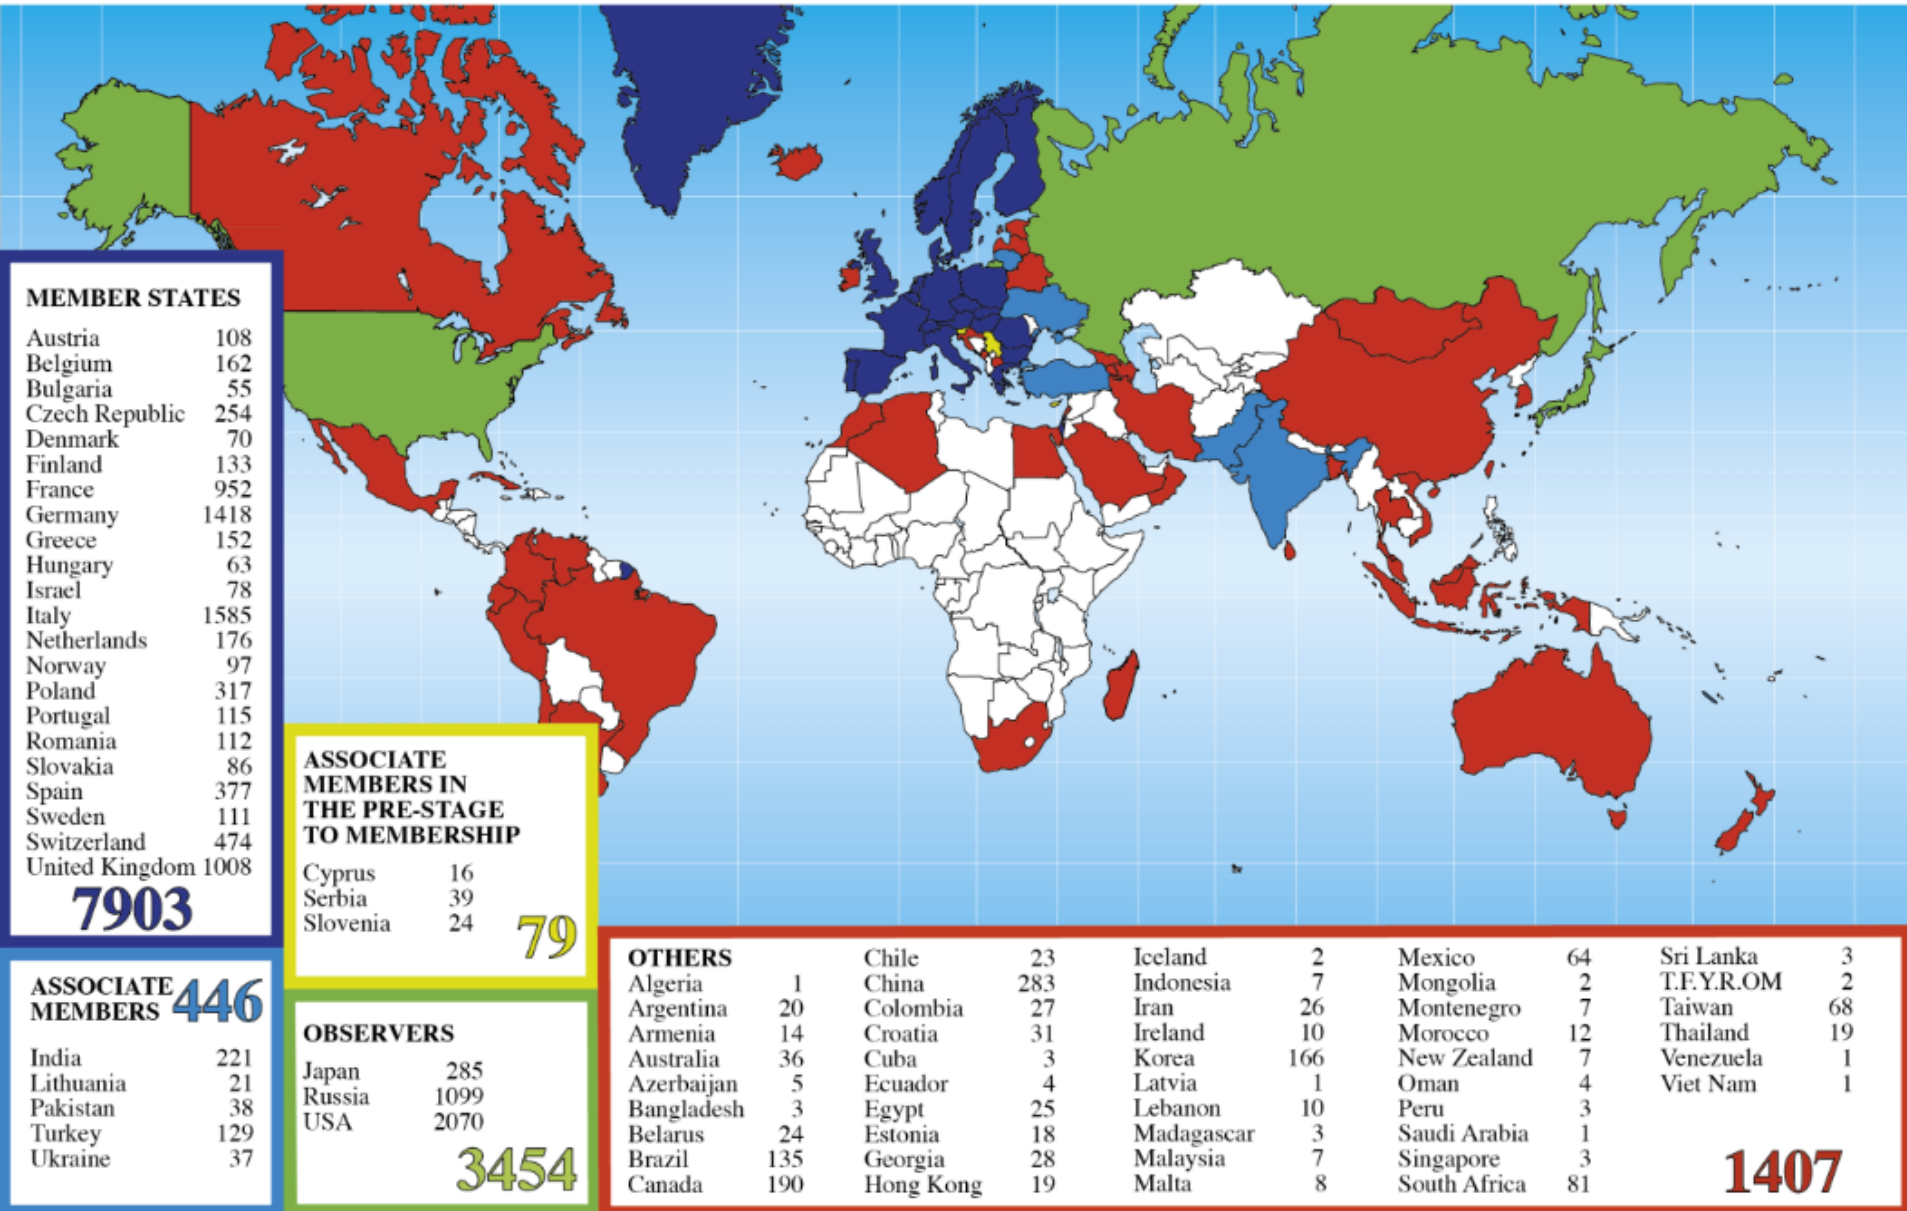 MEMBER STATES
Austria 108
Belgium 162
Bulgaria 55
Czech Republic 254
Denmark 70
Finland 133
France 952
Germany 1418
Greece 152
Hungary 63
Israel 78
Italy 1585
Netherlands 176
Norway 97
Poland 317
Portugal 115
Romania 112
Slovakia 86
Spain 377
Sweden 111
Switzerland 474
United Kingdom 1008
7903
ASSOCIATE
MEMBERS
446
India 221
Lithuania 21
Pakistan 38
Turkey 129
Ukraine 37
ASSOCIATE
MEMBERS IN
THE PRE-STAGE
TO MEMBERSHIP
Cyprus 16
Serbia 39
Slovenia 24
79
OBSERVERS
Japan 285
Russia 1099
USA 2070
3454
OTHERS
Algeria 1
Argentina 20
Armenia 14
Australia 36
Azerbaijan 5
Bangladesh 3
Belarus 24
Brazil 135
Canada 190
Chile 23
China 283
Colombia 27
Croatia 31
Cuba 3
Ecuador 4
Egypt 25
Estonia 18
Georgia 28
Hong Kong 19
Iceland 2
Indonesia 7
Iran 26
Ireland 10
Korea 166
Latvia 1
Lebanon 10
Madagascar 3
Malaysia 7
Malta 8
Mexico 64
Mongolia 2
Montenegro 7
Morocco 12
New Zealand 7
Oman 4
Peru 3
Saudi Arabia 1
Singapore 3
South Africa 81
Sri Lanka 3
T.F.Y.R.OM 2
Taiwan 68
Thailand 19
Venezuela 1
Viet Nam 1
1407